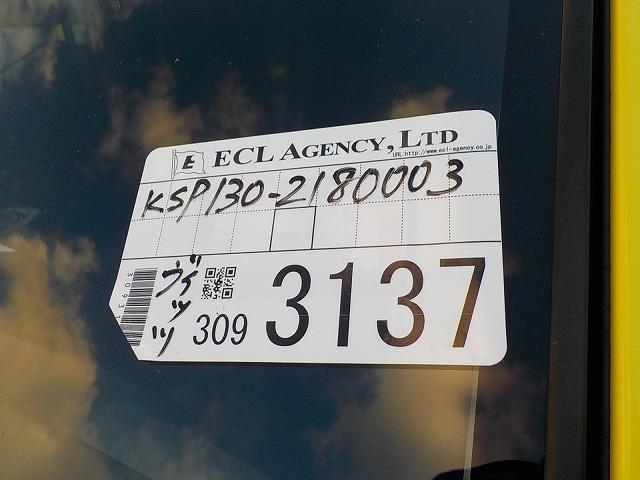 E ECL AGENCY, LTD
URL:http://www.ecl-agency.co.jp
KSP130-2180003
ヴィッツ
309 3137